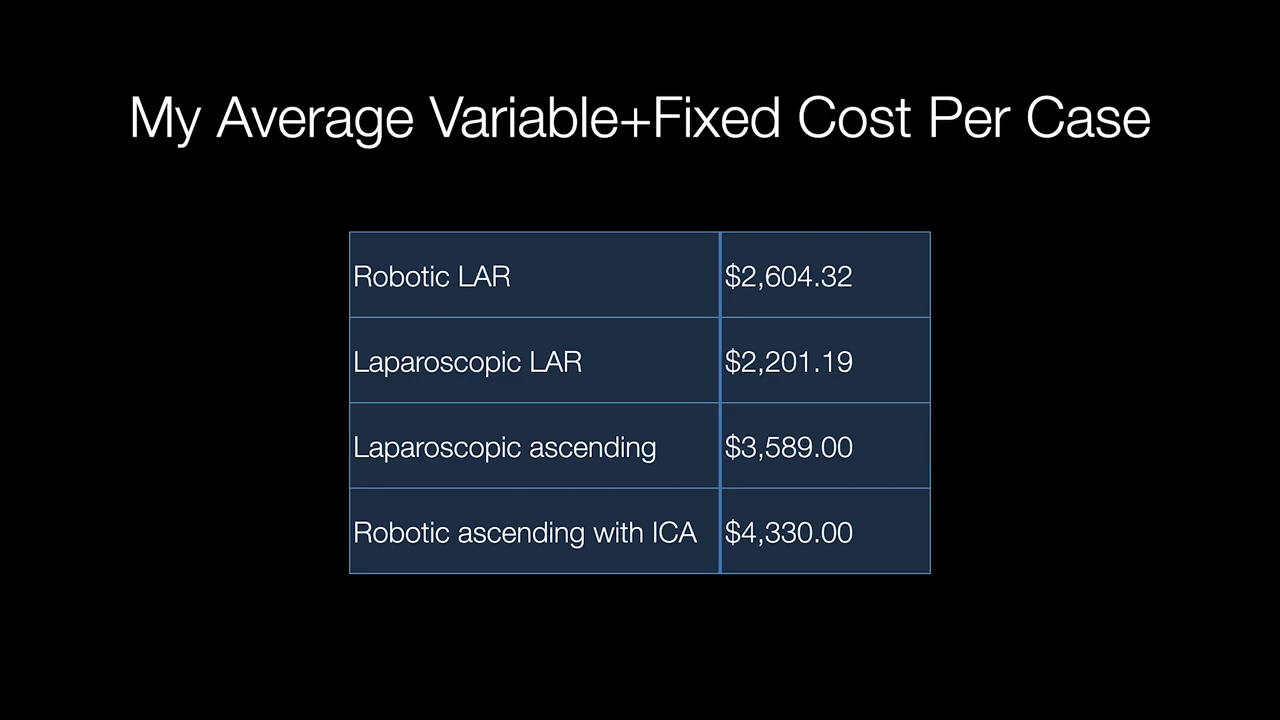 My Average Variable+Fixed Cost Per Case
Robotic LAR $2,604.32
Laparoscopic LAR $2,201.19
Laparoscopic ascending $3,589.00
Robotic ascending with ICA $4,330.00